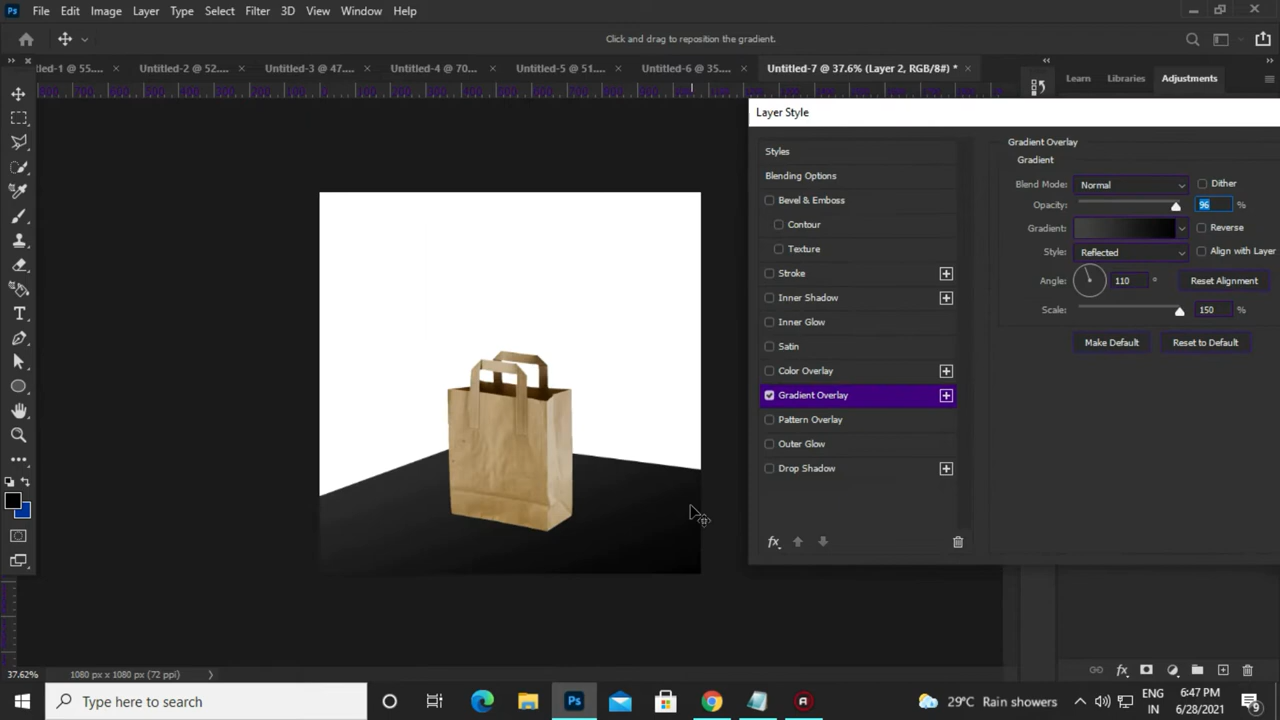 Ps File Edit Image Layer Type Select Filter 3D View Window Help
Click and drag to reposition the gradient.
tled-1 @ 55.... × Untitled-2 @ 52.... × Untitled-3 @ 47.... × Untitled-4 @ 70... × Untitled-5 @ 51.... × Untitled-6 @ 35.... × Untitled-7 @ 37.6% (Layer 2, RGB/8#) * ×
Learn Libraries Adjustments
Layer Style
Styles
Blending Options
Bevel & Emboss
Contour
Texture
Stroke
Inner Shadow
Inner Glow
Satin
Color Overlay
Gradient Overlay
Pattern Overlay
Outer Glow
Drop Shadow
fx
Gradient Overlay
Gradient
Blend Mode: Normal Dither
Opacity: 96 %
Gradient: Reverse
Style: Reflected Align with Layer
Angle: 110 ° Reset Alignment
Scale: 150 %
Make Default Reset to Default
37.62% 1080 px x 1080 px (72 ppi)
fx
Type here to search
Ps
29°C Rain showers
ENG
IN
6:47 PM
6/28/2021
9